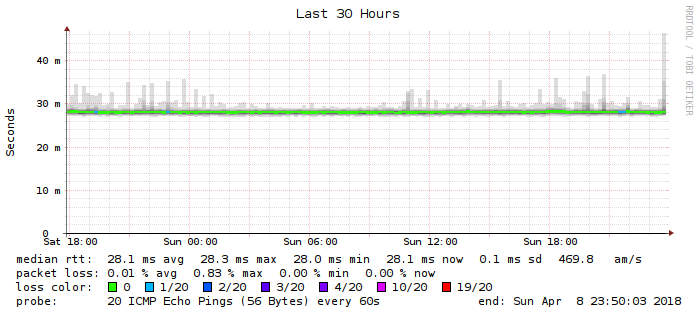 Last 30 Hours
RRDTOOL / TOBI OETIKER
Seconds
40 m
30 m
20 m
10 m
0
Sat 18:00 Sun 00:00 Sun 06:00 Sun 12:00 Sun 18:00
median rtt: 28.1 ms avg 28.3 ms max 28.0 ms min 28.1 ms now 0.1 ms sd 469.8 am/s
packet loss: 0.01 % avg 0.83 % max 0.00 % min 0.00 % now
loss color: 0 1/20 2/20 3/20 4/20 10/20 19/20
probe: 20 ICMP Echo Pings (56 Bytes) every 60s end: Sun Apr 8 23:50:03 2018